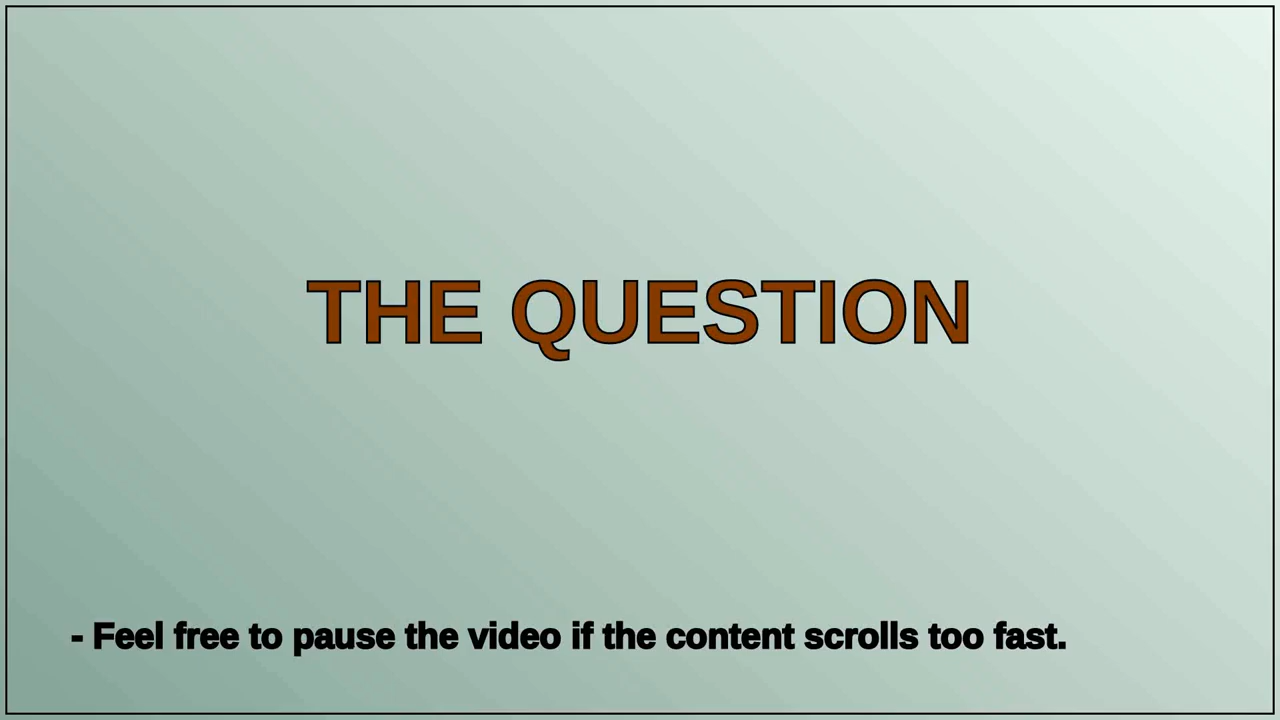 THE QUESTION
- Feel free to pause the video if the content scrolls too fast.